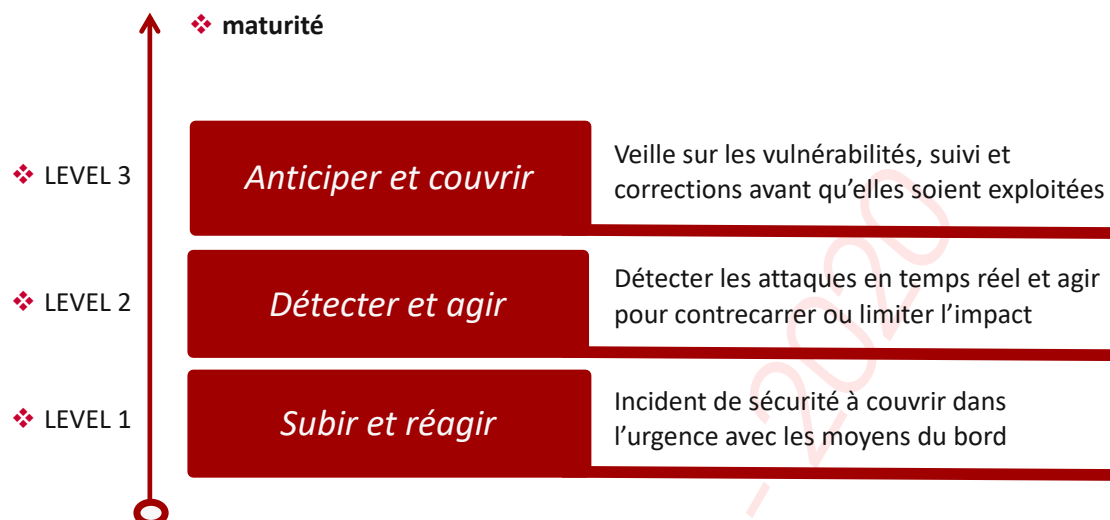 ❖ maturité
❖ LEVEL 3
Anticiper et couvrir
Veille sur les vulnérabilités, suivi et
corrections avant qu’elles soient exploitées
❖ LEVEL 2
Détecter et agir
Détecter les attaques en temps réel et agir
pour contrecarrer ou limiter l’impact
❖ LEVEL 1
Subir et réagir
Incident de sécurité à couvrir dans
l’urgence avec les moyens du bord
- 2020